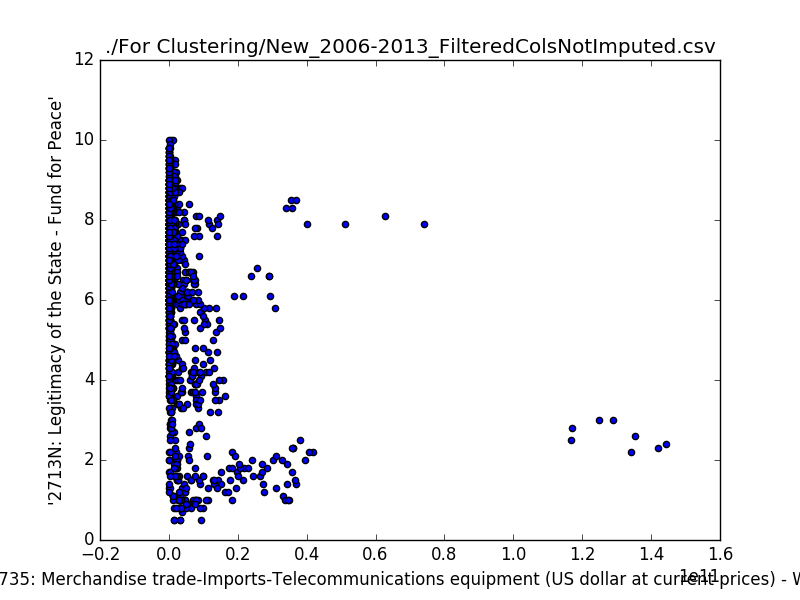 ./For Clustering/New_2006-2013_FilteredColsNotImputed.csv
'2713N: Legitimacy of the State - Fund for Peace'
12
10
8
6
4
2
0
−0.2 0.0 0.2 0.4 0.6 0.8 1.0 1.2 1.4 1.6
1e11
735: Merchandise trade-Imports-Telecommunications equipment (US dollar at current prices) - W